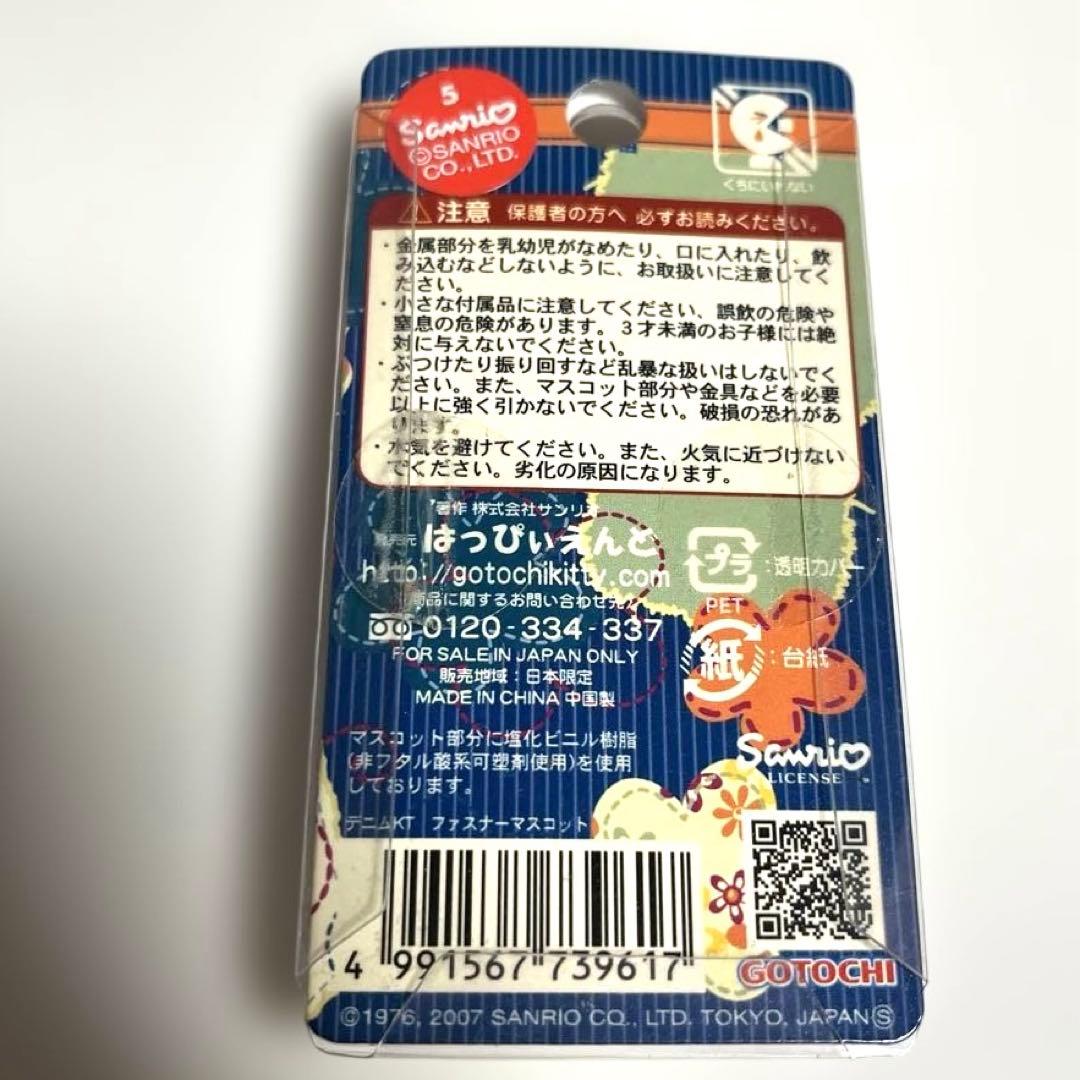 5
Sanrio
©SANRIO
CO.,LTD.
くちにいれない
注意 保護者の方へ 必ずお読みください。
・金属部分を乳幼児がなめたり、口に入れたり、飲
み込むなどしないように、お取扱いに注意してく
ださい。
・小さな付属品に注意してください、誤飲の危険や
窒息の危険があります。3才未満のお子様には絶
対に与えないでください。
・ぶつけたり振り回すなど乱暴な扱いはしないでく
ださい。また、マスコット部分や金具などを必要
以上に強く引かないでください。破損の恐れがあ
ります。
・水気を避けてください。また、火気に近づけない
でください。劣化の原因になります。
著作 株式会社サンリオ
発売元 はっぴぃえんど
http://gotochikitty.com
商品に関するお問い合わせ先
0120-334-337
FOR SALE IN JAPAN ONLY
販売地域：日本限定
MADE IN CHINA 中国製
プラ：透明カバー
PET
紙：台紙
マスコット部分に塩化ビニル樹脂
(非フタル酸系可塑剤使用)を使用
しております。
Sanrio
LICENSE ™
デニムKT ファスナーマスコット
4 991567 739617
GOTOCHI
©1976, 2007 SANRIO CO., LTD. TOKYO, JAPAN Ⓢ